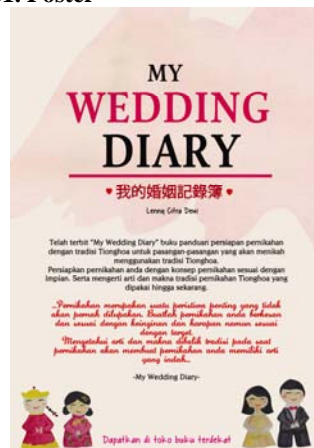 MY
WEDDING
DIARY
我的婚姻記錄簿
Lenny Citra Dewi
Telah terbit "My Wedding Diary" buku panduan persiapan pernikahan
dengan tradisi Tionghoa untuk pasangan-pasangan yang akan menikah
menggunakan tradisi Tionghoa.
Persiapkan pernikahan anda dengan konsep pernikahan sesuai dengan
impian. Serta mengerti arti dan makna tradisi pernikahan Tionghoa yang
dipakai hingga sekarang.
..Pernikahan merupakan suatu peristiwa penting yang tidak
akan pernah dilupakan. Buatlah pernikahan anda berkesan
dan sesuai dengan keinginan dan harapan namun sesuai
dengan target.
Mengetahui arti dan makna dibalik tradisi pada saat
pernikahan akan membuat pernikahan anda memiliki arti
yang indah..
-My Wedding Diary-
Dapatkan di toko buku terdekat